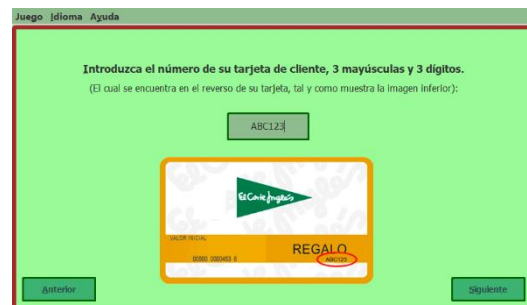 Juego Idioma Ayuda
Introduzca el número de su tarjeta de cliente, 3 mayúsculas y 3 dígitos.
(El cual se encuentra en el reverso de su tarjeta, tal y como muestra la imagen inferior):
ABC123
El Corte Inglés
VALOR INICIAL
REGALO
ABC123
Anterior
Siguiente